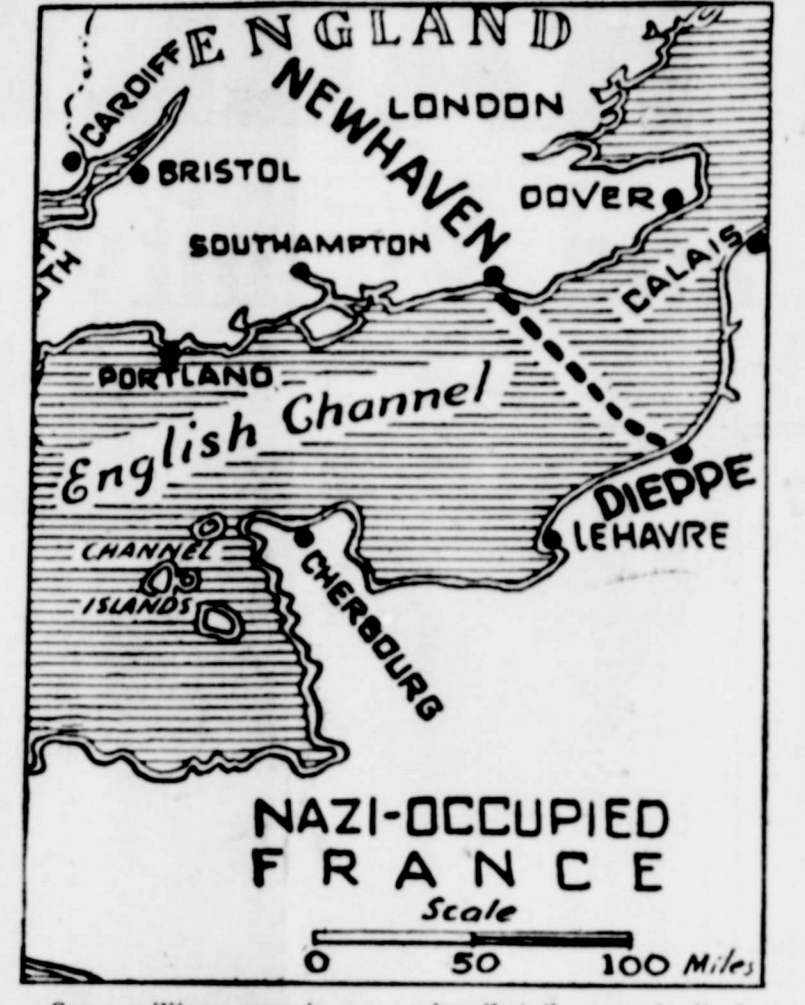 ENGLAND
CARDIFF
NEWHAVEN
LONDON
BRISTOL
DOVER
SOUTHAMPTON
CALAIS
UTH
PORTLAND
English Channel
DIEPPE
LEHAVRE
CHANNEL
ISLANDS
CHERBOURG
NAZI-OCCUPIED
FRANCE
Scale
0 50 100 Miles